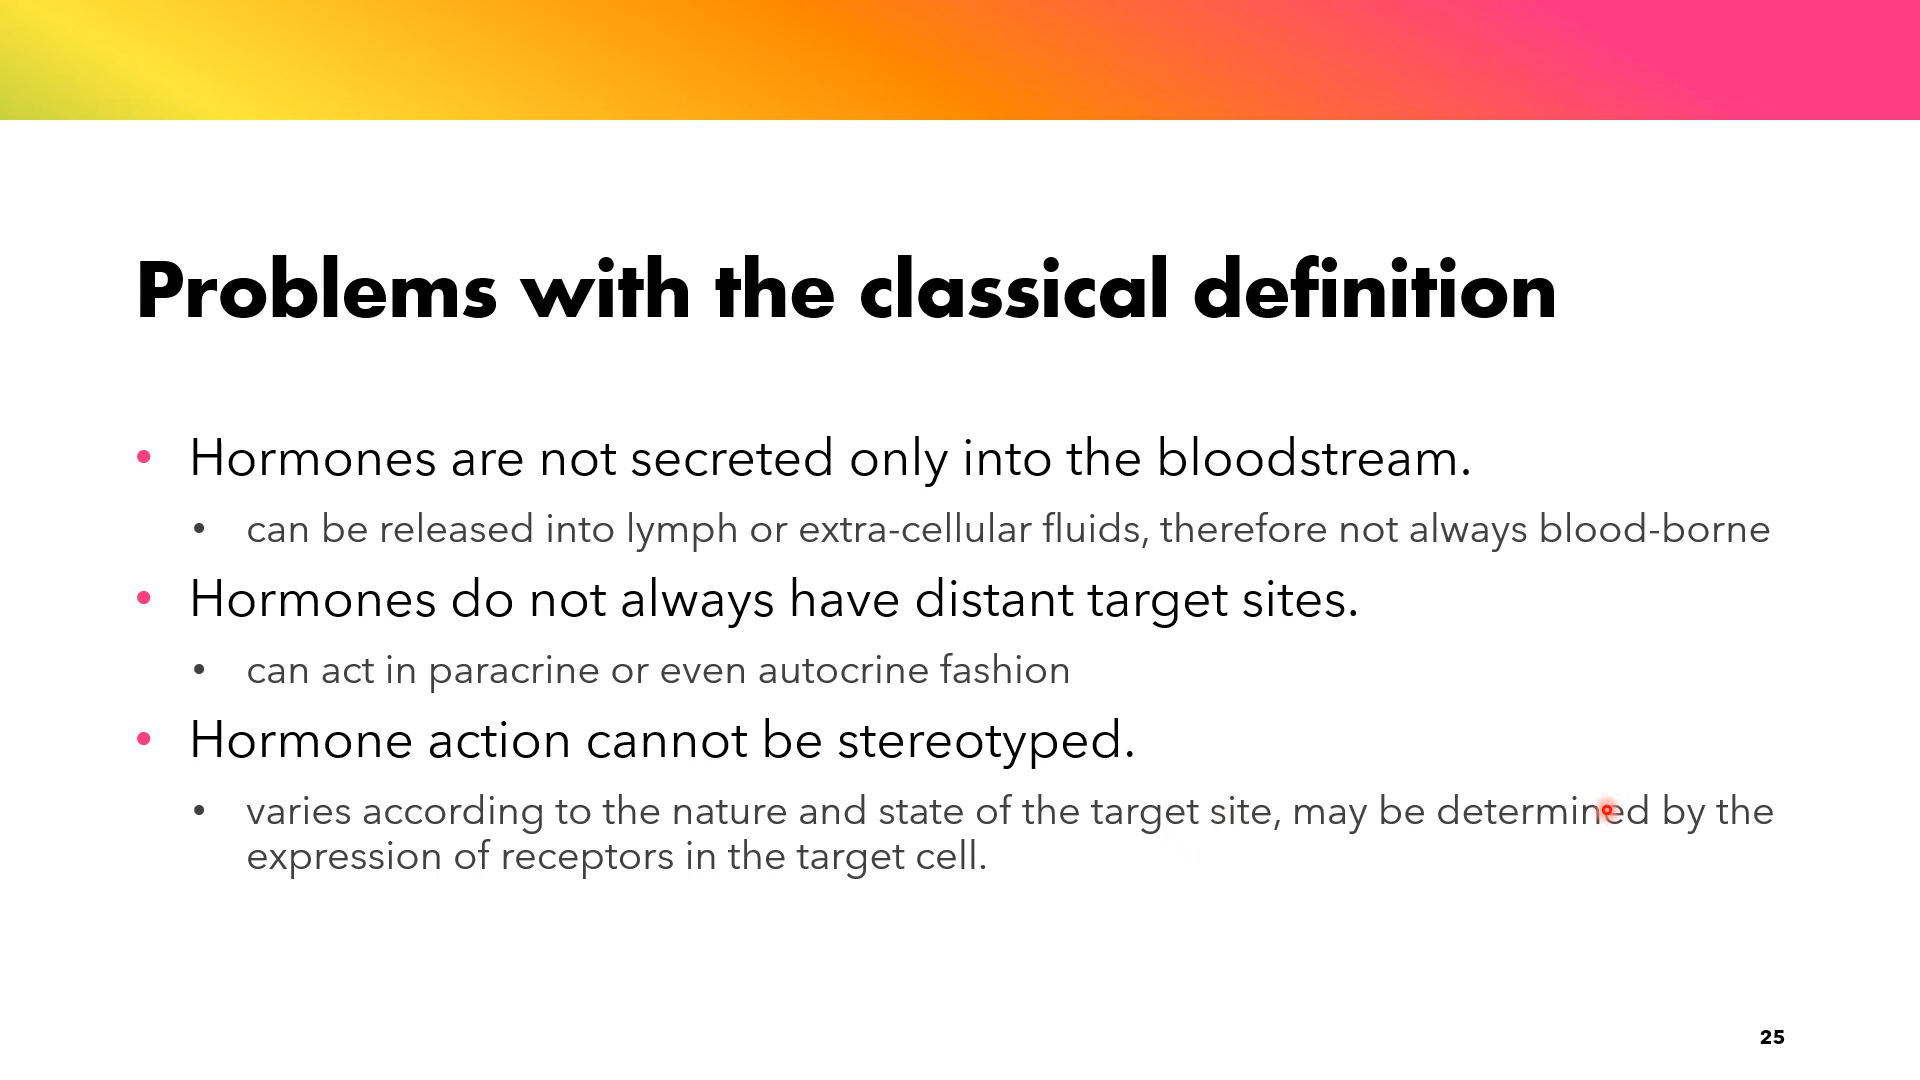 Problems with the classical definition
• Hormones are not secreted only into the bloodstream.
• can be released into lymph or extra-cellular fluids, therefore not always blood-borne
• Hormones do not always have distant target sites.
• can act in paracrine or even autocrine fashion
• Hormone action cannot be stereotyped.
• varies according to the nature and state of the target site, may be determined by the
expression of receptors in the target cell.
25